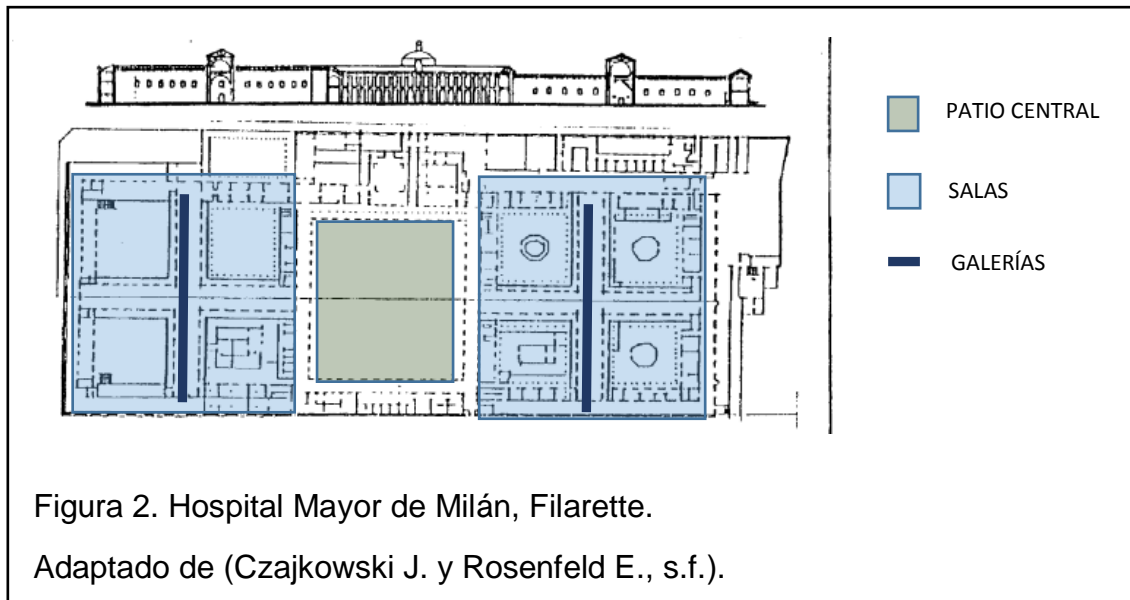 PATIO CENTRAL
SALAS
GALERÍAS
Figura 2. Hospital Mayor de Milán, Filarette.
Adaptado de (Czajkowski J. y Rosenfeld E., s.f.).